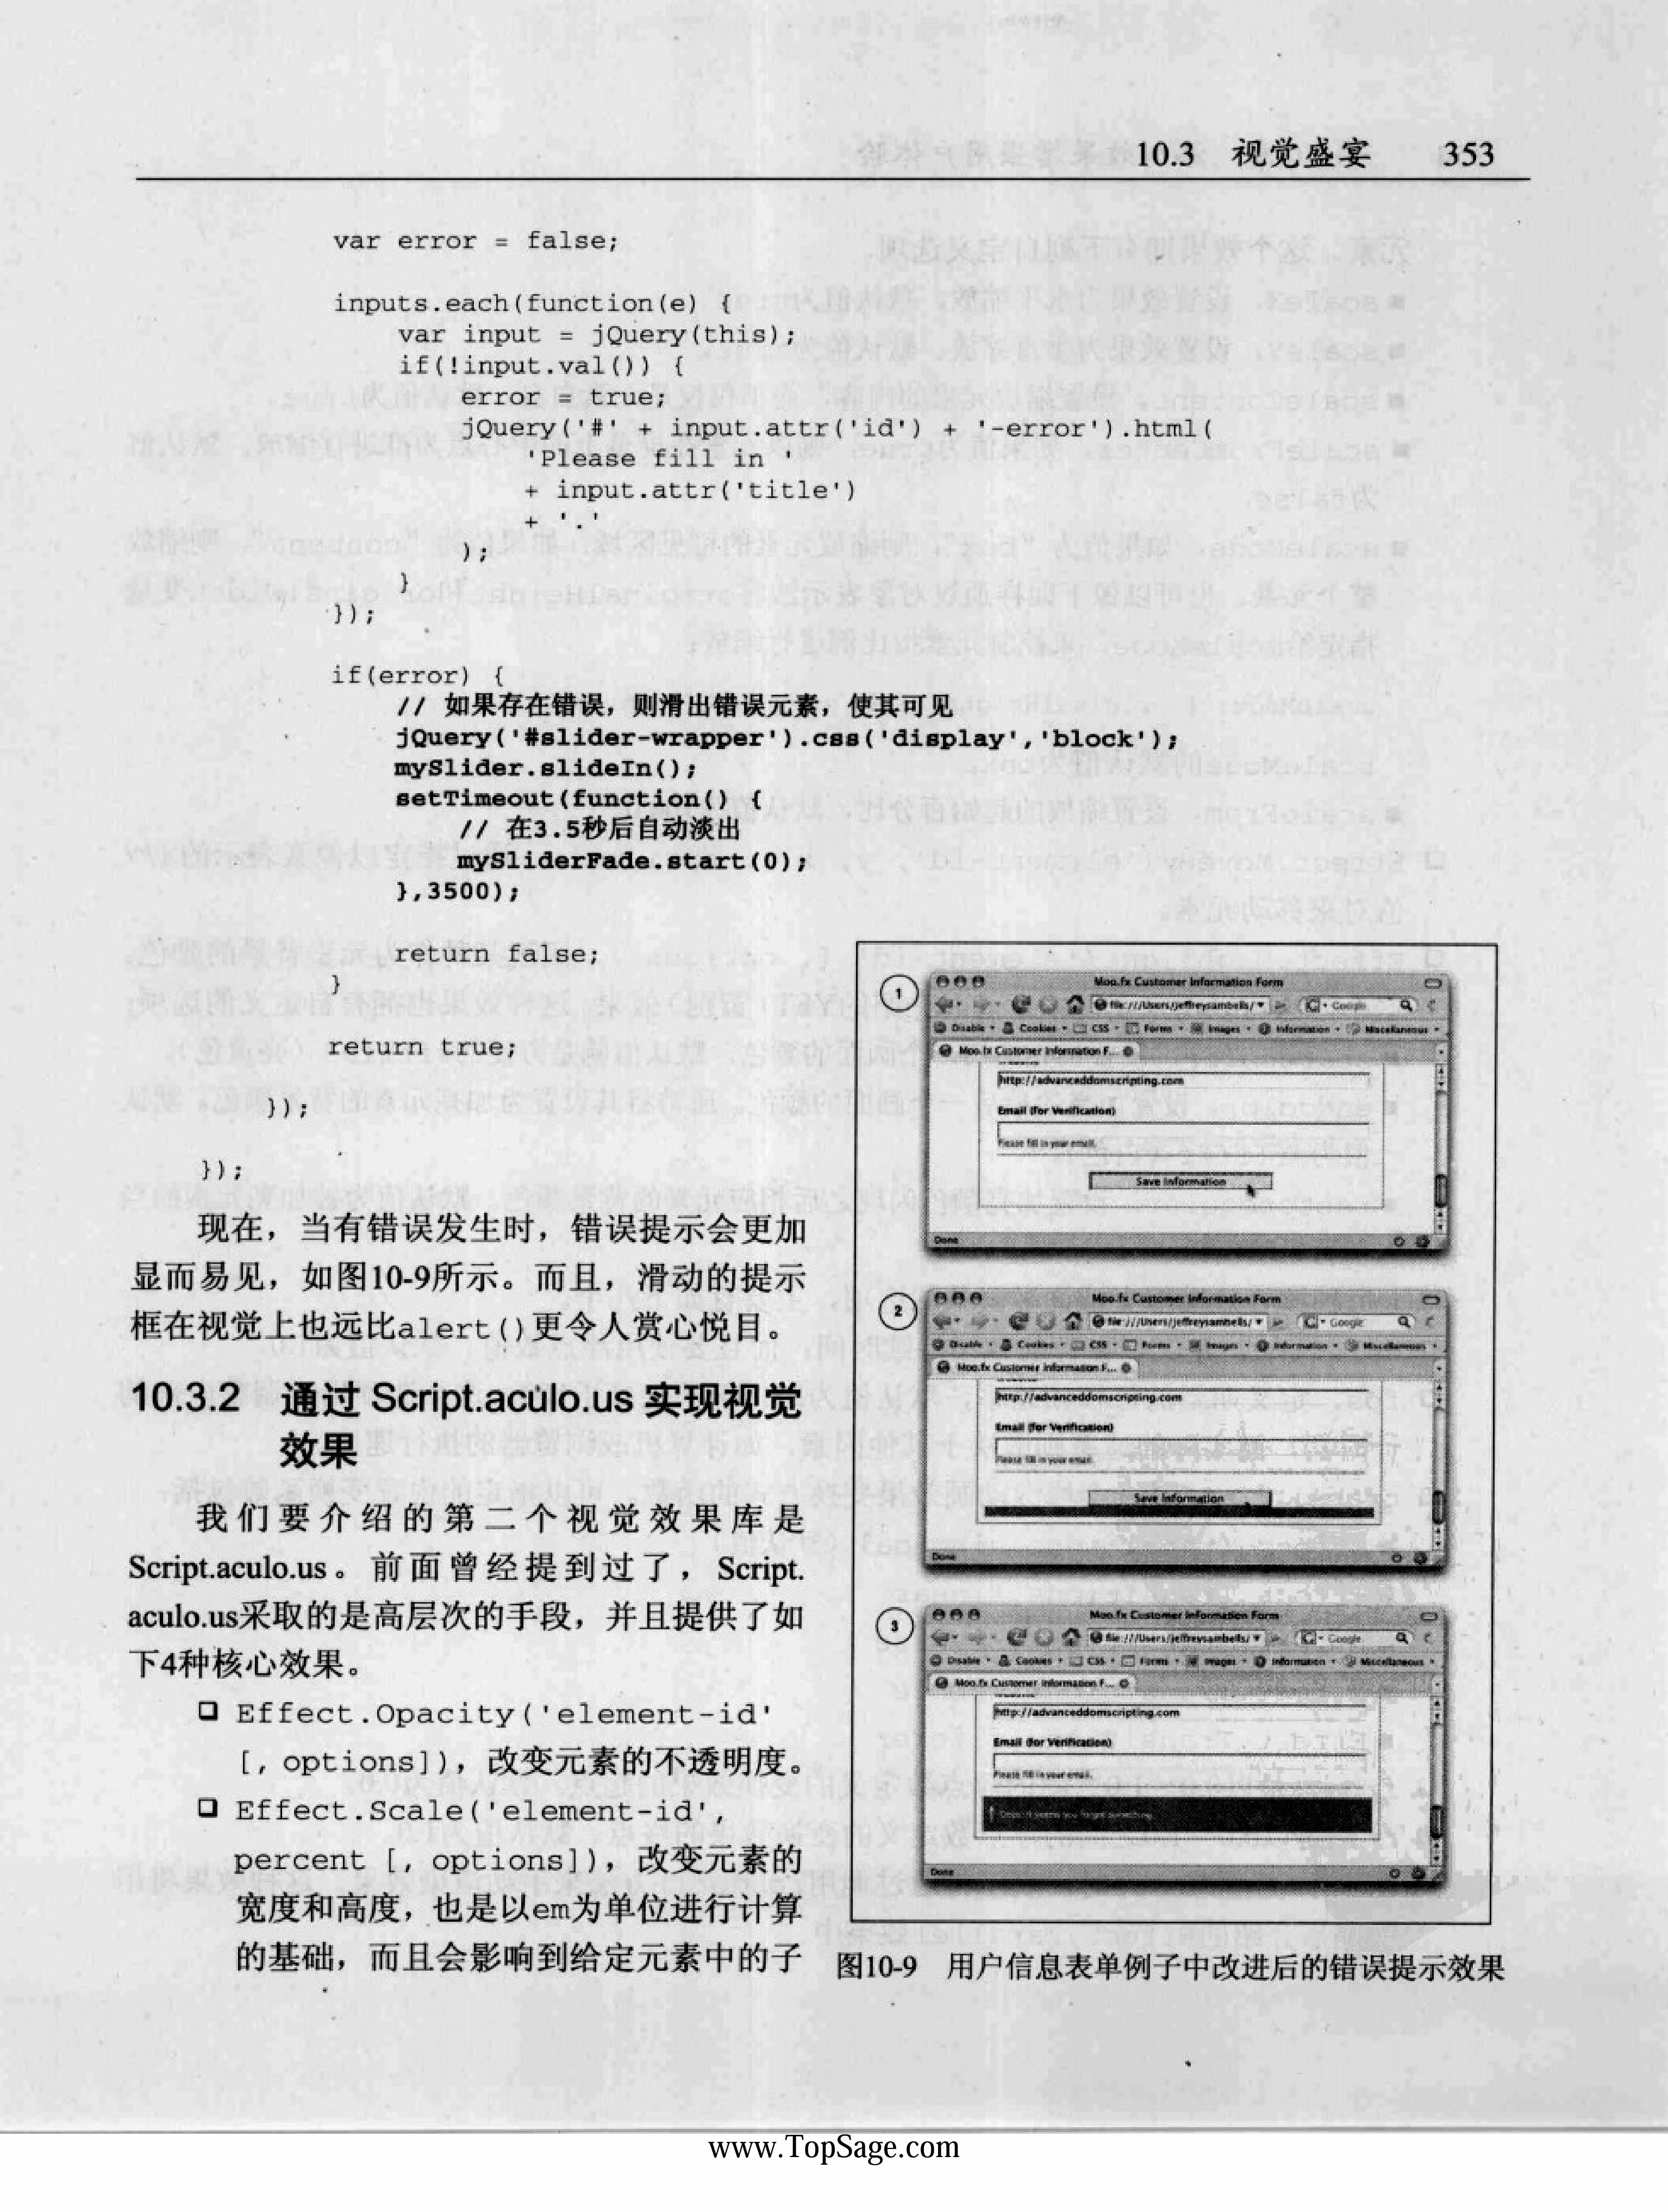 10.3 视觉盛宴 353
var error = false;
inputs.each(function(e) {
var input = jQuery(this);
if(!input.val()) {
error = true;
jQuery('#' + input.attr('id') + '-error').html(
'Please fill in '
+ input.attr('title')
+ '.'
);
}
});
if(error) {
// 如果存在错误，则滑出错误元素，使其可见
jQuery('#slider-wrapper').css('display','block');
mySlider.slideIn();
setTimeout(function() {
// 在3.5秒后自动淡出
mySliderFade.start(0);
},3500);
return false;
}
return true;
});
});
现在，当有错误发生时，错误提示会更加
显而易见，如图10-9所示。而且，滑动的提示
框在视觉上也远比alert()更令人赏心悦目。
10.3.2 通过 Script.aculo.us 实现视觉
效果
我们要介绍的第二个视觉效果库是
Script.aculo.us。前面曾经提到过了，Script.
aculo.us采取的是高层次的手段，并且提供了如
下4种核心效果。
❑ Effect.Opacity('element-id'
[, options])，改变元素的不透明度。
❑ Effect.Scale('element-id',
percent [, options])，改变元素的
宽度和高度，也是以em为单位进行计算
的基础，而且会影响到给定元素中的子
1
Moo.fx Customer Information Form
file:///Users/jeffreysambells/ Google
Disable Cookies CSS Forms Images Information Miscellaneous
Moo.fx Customer Information F...
http://advanceddomscripting.com
Email (for Verification)
Please fill in your email.
Save Information
Done
2
Moo.fx Customer Information Form
file:///Users/jeffreysambells/ Google
Disable Cookies CSS Forms Images Information Miscellaneous
Moo.fx Customer Information F...
http://advanceddomscripting.com
Email (for Verification)
Please fill in your email.
Save Information
Done
3
Moo.fx Customer Information Form
file:///Users/jeffreysambells/ Google
Disable Cookies CSS Forms Images Information Miscellaneous
Moo.fx Customer Information F...
http://advanceddomscripting.com
Email (for Verification)
Please fill in your email.
Oops! It seems you forgot something.
Done
图10-9 用户信息表单例子中改进后的错误提示效果
www.TopSage.com